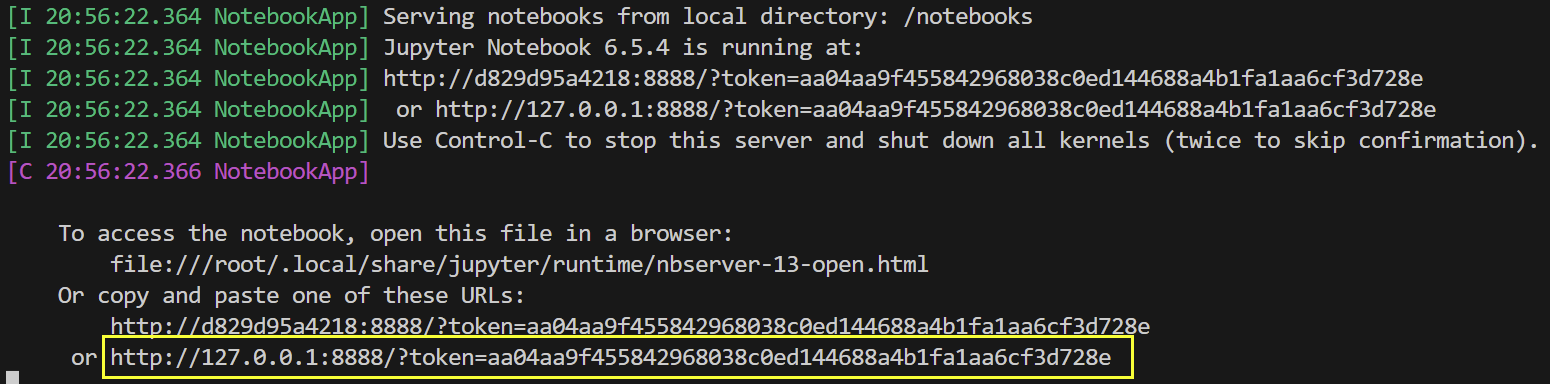 [I 20:56:22.364 NotebookApp] Serving notebooks from local directory: /notebooks
[I 20:56:22.364 NotebookApp] Jupyter Notebook 6.5.4 is running at:
[I 20:56:22.364 NotebookApp] http://d829d95a4218:8888/?token=aa04aa9f455842968038c0ed144688a4b1fa1aa6cf3d728e
[I 20:56:22.364 NotebookApp]  or http://127.0.0.1:8888/?token=aa04aa9f455842968038c0ed144688a4b1fa1aa6cf3d728e
[I 20:56:22.364 NotebookApp] Use Control-C to stop this server and shut down all kernels (twice to skip confirmation).
[C 20:56:22.366 NotebookApp]
To access the notebook, open this file in a browser:
file:///root/.local/share/jupyter/runtime/nbserver-13-open.html
Or copy and paste one of these URLs:
http://d829d95a4218:8888/?token=aa04aa9f455842968038c0ed144688a4b1fa1aa6cf3d728e
or http://127.0.0.1:8888/?token=aa04aa9f455842968038c0ed144688a4b1fa1aa6cf3d728e